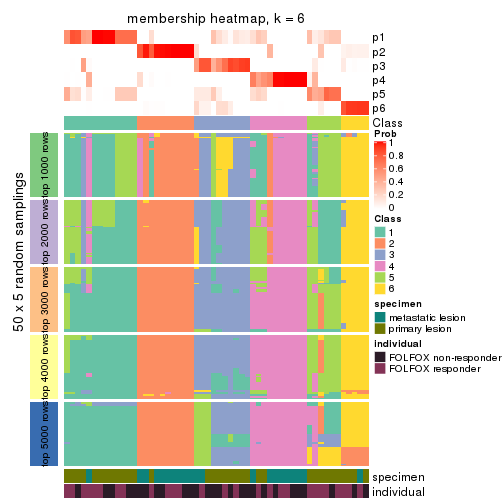 membership heatmap, k = 6
p1
p2
p3
p4
p5
p6
Class
50 x 5 random samplings
top 1000 rows
top 2000 rows
top 3000 rows
top 4000 rows
top 5000 rows
specimen
individual
Prob
1
0.8
0.6
0.4
0.2
0
Class
1
2
3
4
5
6
specimen
metastatic lesion
primary lesion
individual
FOLFOX non-responder
FOLFOX responder